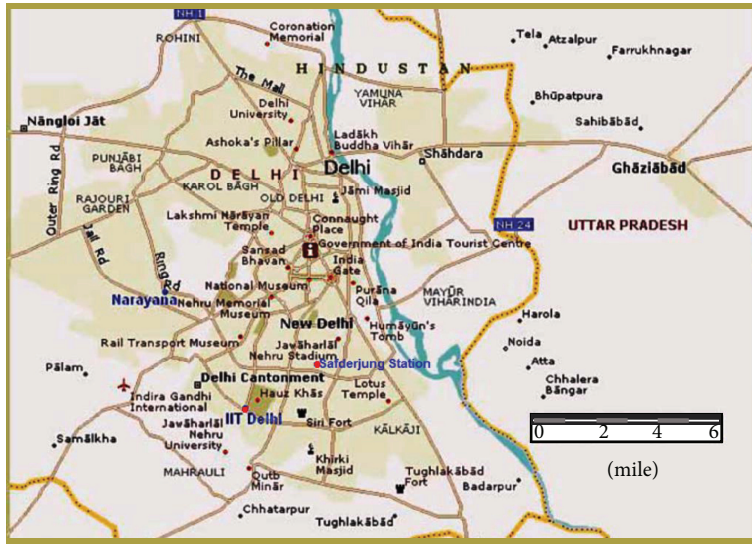 NH 1
Coronation
Memorial
ROHINI
Tela
Atzalpur
Farrukhnagar
HINDUSTAN
The Mall
YAMUNA
VIHAR
Delhi
University
Bhūpatpura
Nāngloi Jāt
Ashoka's Pillar
Ladākh
Buddha Vihār
Sahibābād
PUNJĀBI
BĀGH
DELHI
Delhi
Shāhdara
Ghāziābād
Outer Ring Rd
KAROL BĀGH
OLD DELHI
Jāmi Masjid
RAJOURI
GARDEN
Lakshmi Nārāyan
Temple
Connaught
Place
NH 24
UTTAR PRADESH
Jail Rd
Ring Rd
Government of India Tourist Centre
i
Sansad
Bhavan
India
Gate
Narayana
National Museum
Purāna
Qila
MAYŪR
VIHĀRINDIA
Nehru Memorial
Museum
New Delhi
Humāyūn's
Tomb
Harola
Rail Transport Museum
Jawāharlāl
Nehru Stadium
Noida
Safderjung Station
Pālam
Atta
Delhi Cantonment
Lotus
Temple
Chhalera
Bāngar
Indira Gandhi
International
Hauz Khās
IIT Delhi
Siri Fort
0 2 4 6
(mile)
Jawāharlāl
Nehru
University
KĀLKĀJI
Samālkha
Khirki
Masjid
MAHRAULI
Qutb
Minār
Tughlakābād
Fort
Badarpur
Chhatarpur
Tughlakābād